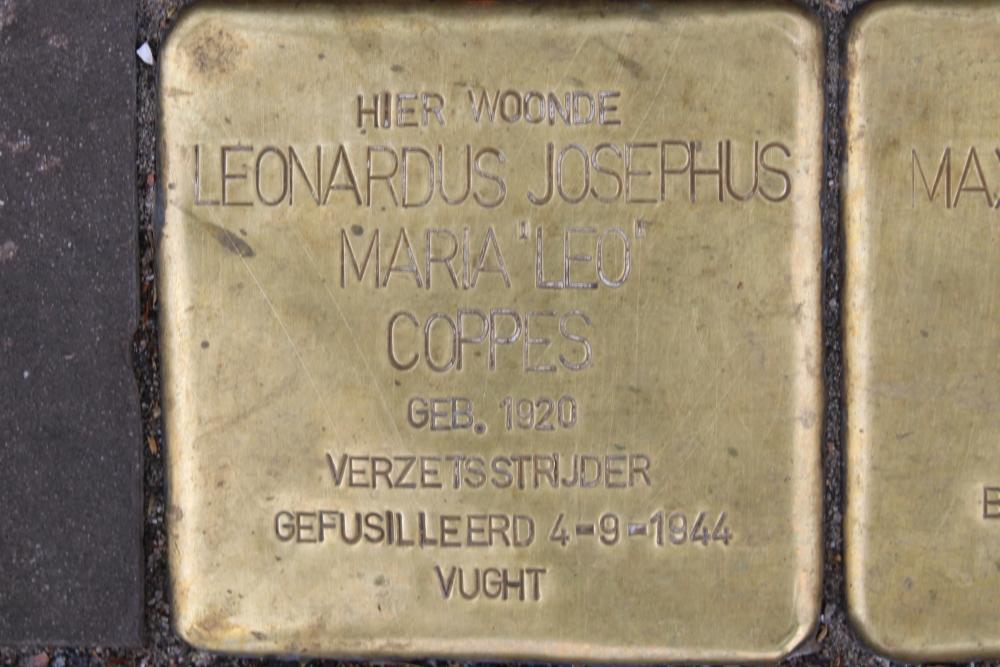 HIER WOONDE
LEONARDUS JOSEPHUS
MARIA "LEO"
COPPES
GEB. 1920
VERZETSSTRIJDER
GEFUSILLEERD 4-9-1944
VUGHT